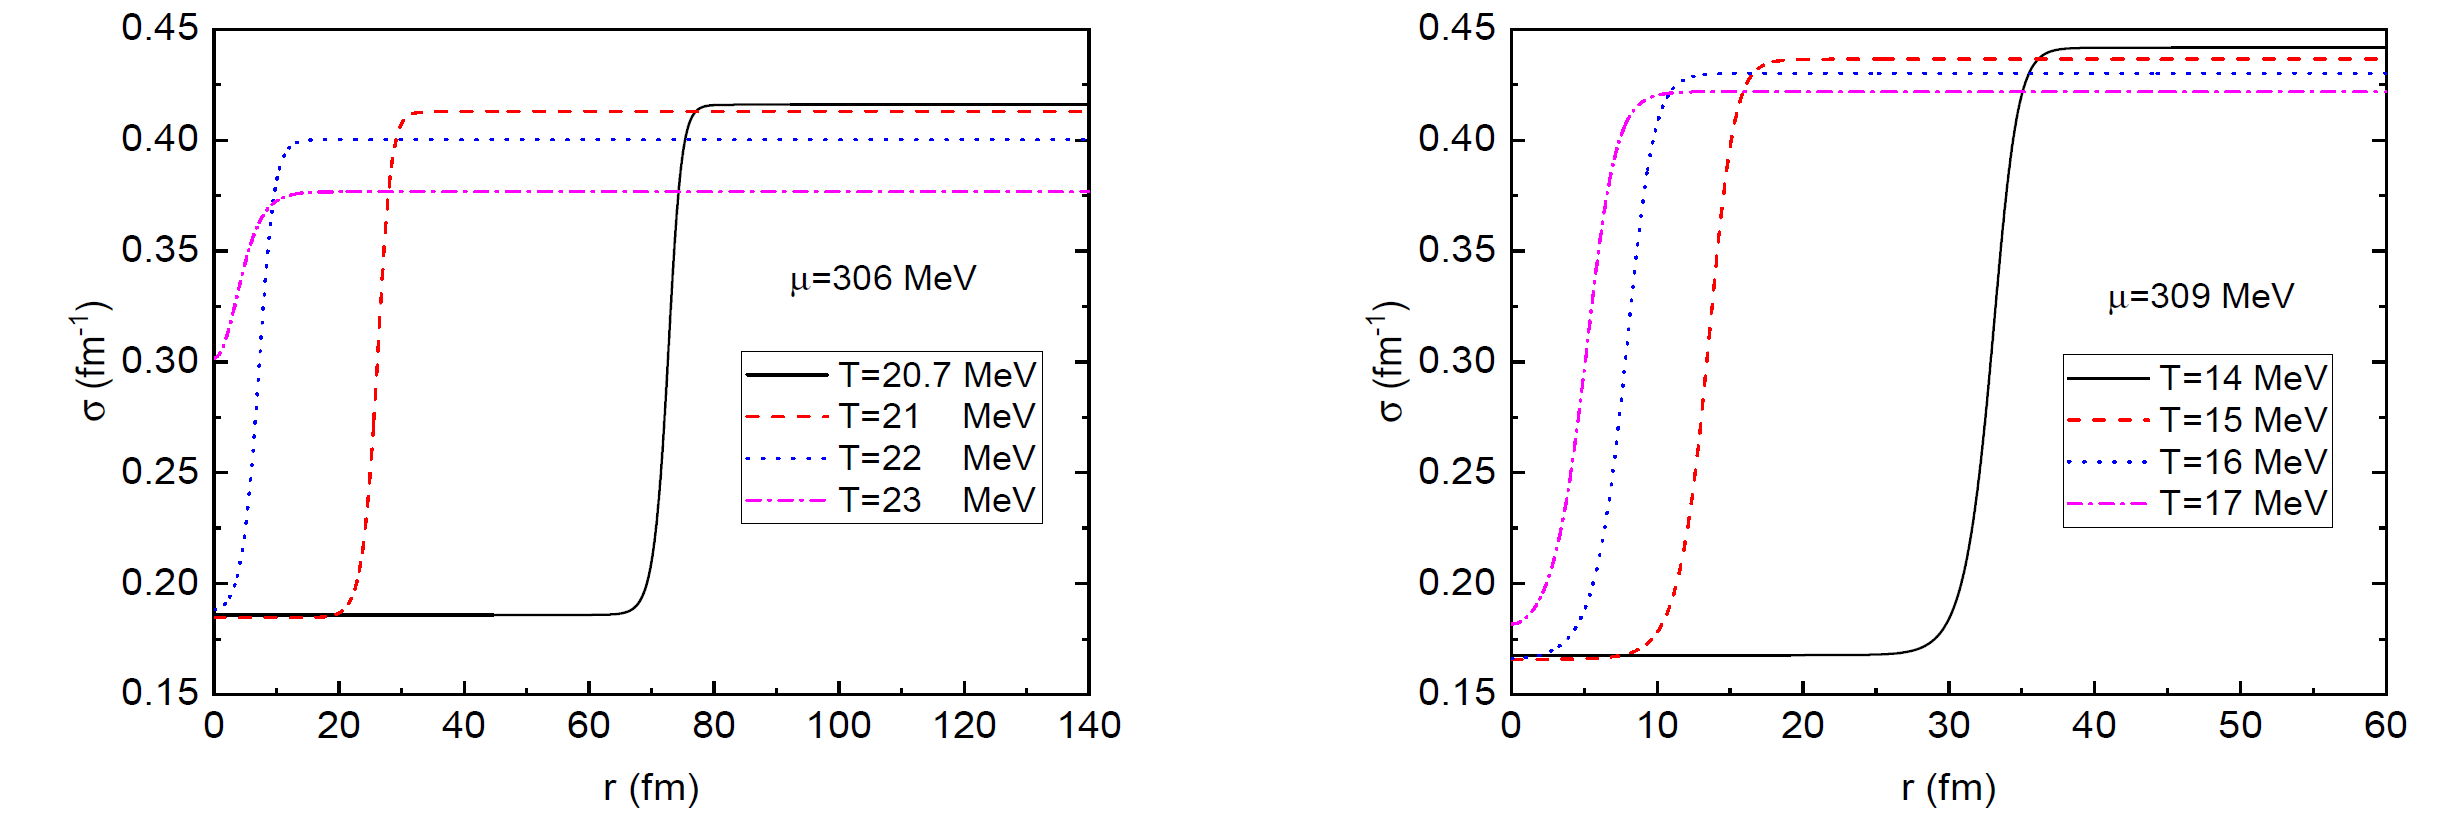 0.45
0.40
0.35
0.30
0.25
0.20
0.15
σ (fm-1)
0 20 40 60 80 100 120 140
r (fm)
μ=306 MeV
T=20.7 MeV
T=21 MeV
T=22 MeV
T=23 MeV
0.45
0.40
0.35
0.30
0.25
0.20
0.15
σ (fm-1)
0 10 20 30 40 50 60
r (fm)
μ=309 MeV
T=14 MeV
T=15 MeV
T=16 MeV
T=17 MeV